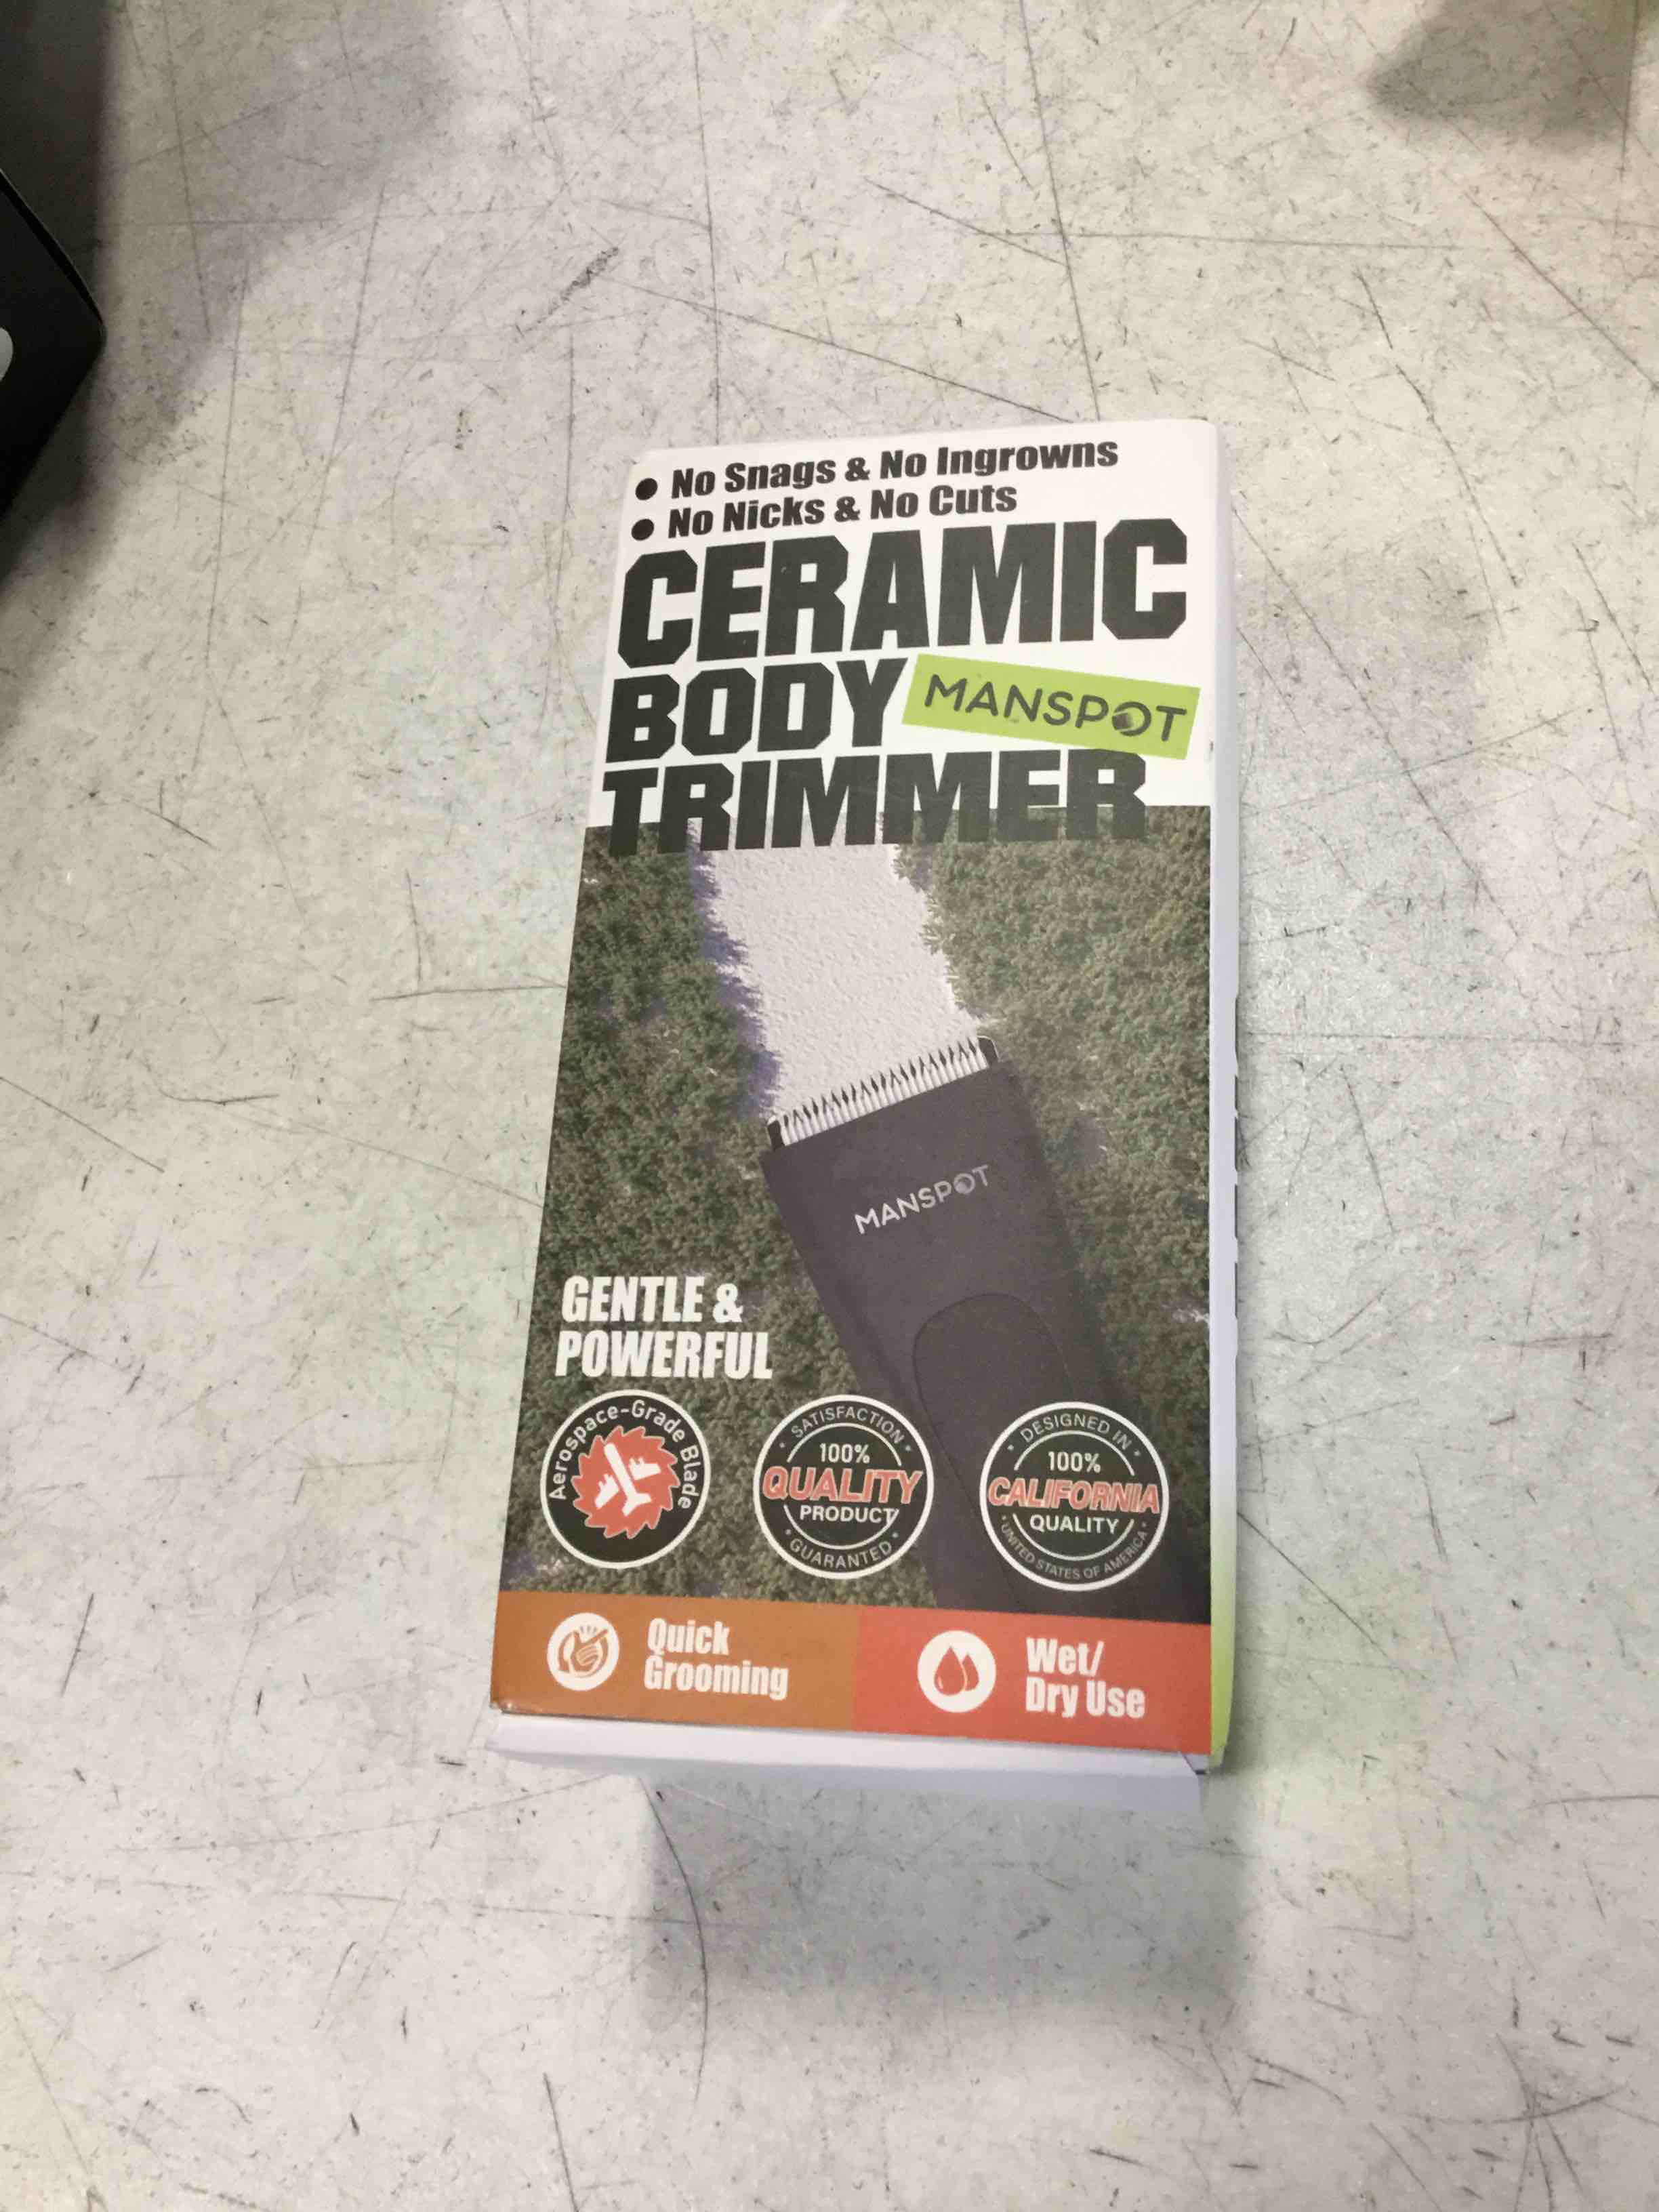 ● No Snags & No Ingrowns
● No Nicks & No Cuts
CERAMIC
BODY
MANSPOT
TRIMMER
MANSPOT
GENTLE &
POWERFUL
Aerospace-Grade Blade
SATISFACTION
100%
QUALITY
PRODUCT
GUARANTED
DESIGNED IN
100%
CALIFORNIA
QUALITY
UNITED STATES OF AMERICA
Quick
Grooming
Wet/
Dry Use